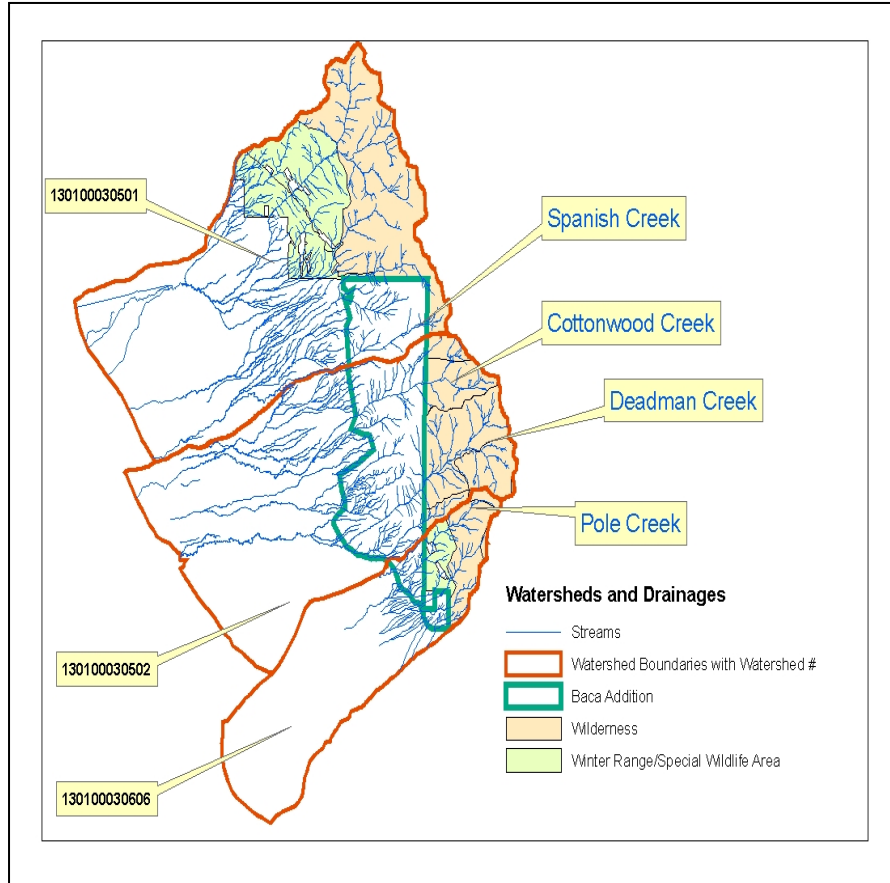 130100030501
Spanish Creek
Cottonwood Creek
Deadman Creek
Pole Creek
130100030502
130100030606
Watersheds and Drainages
Streams
Watershed Boundaries with Watershed #
Baca Addition
Wilderness
Winter Range/Special Wildlife Area